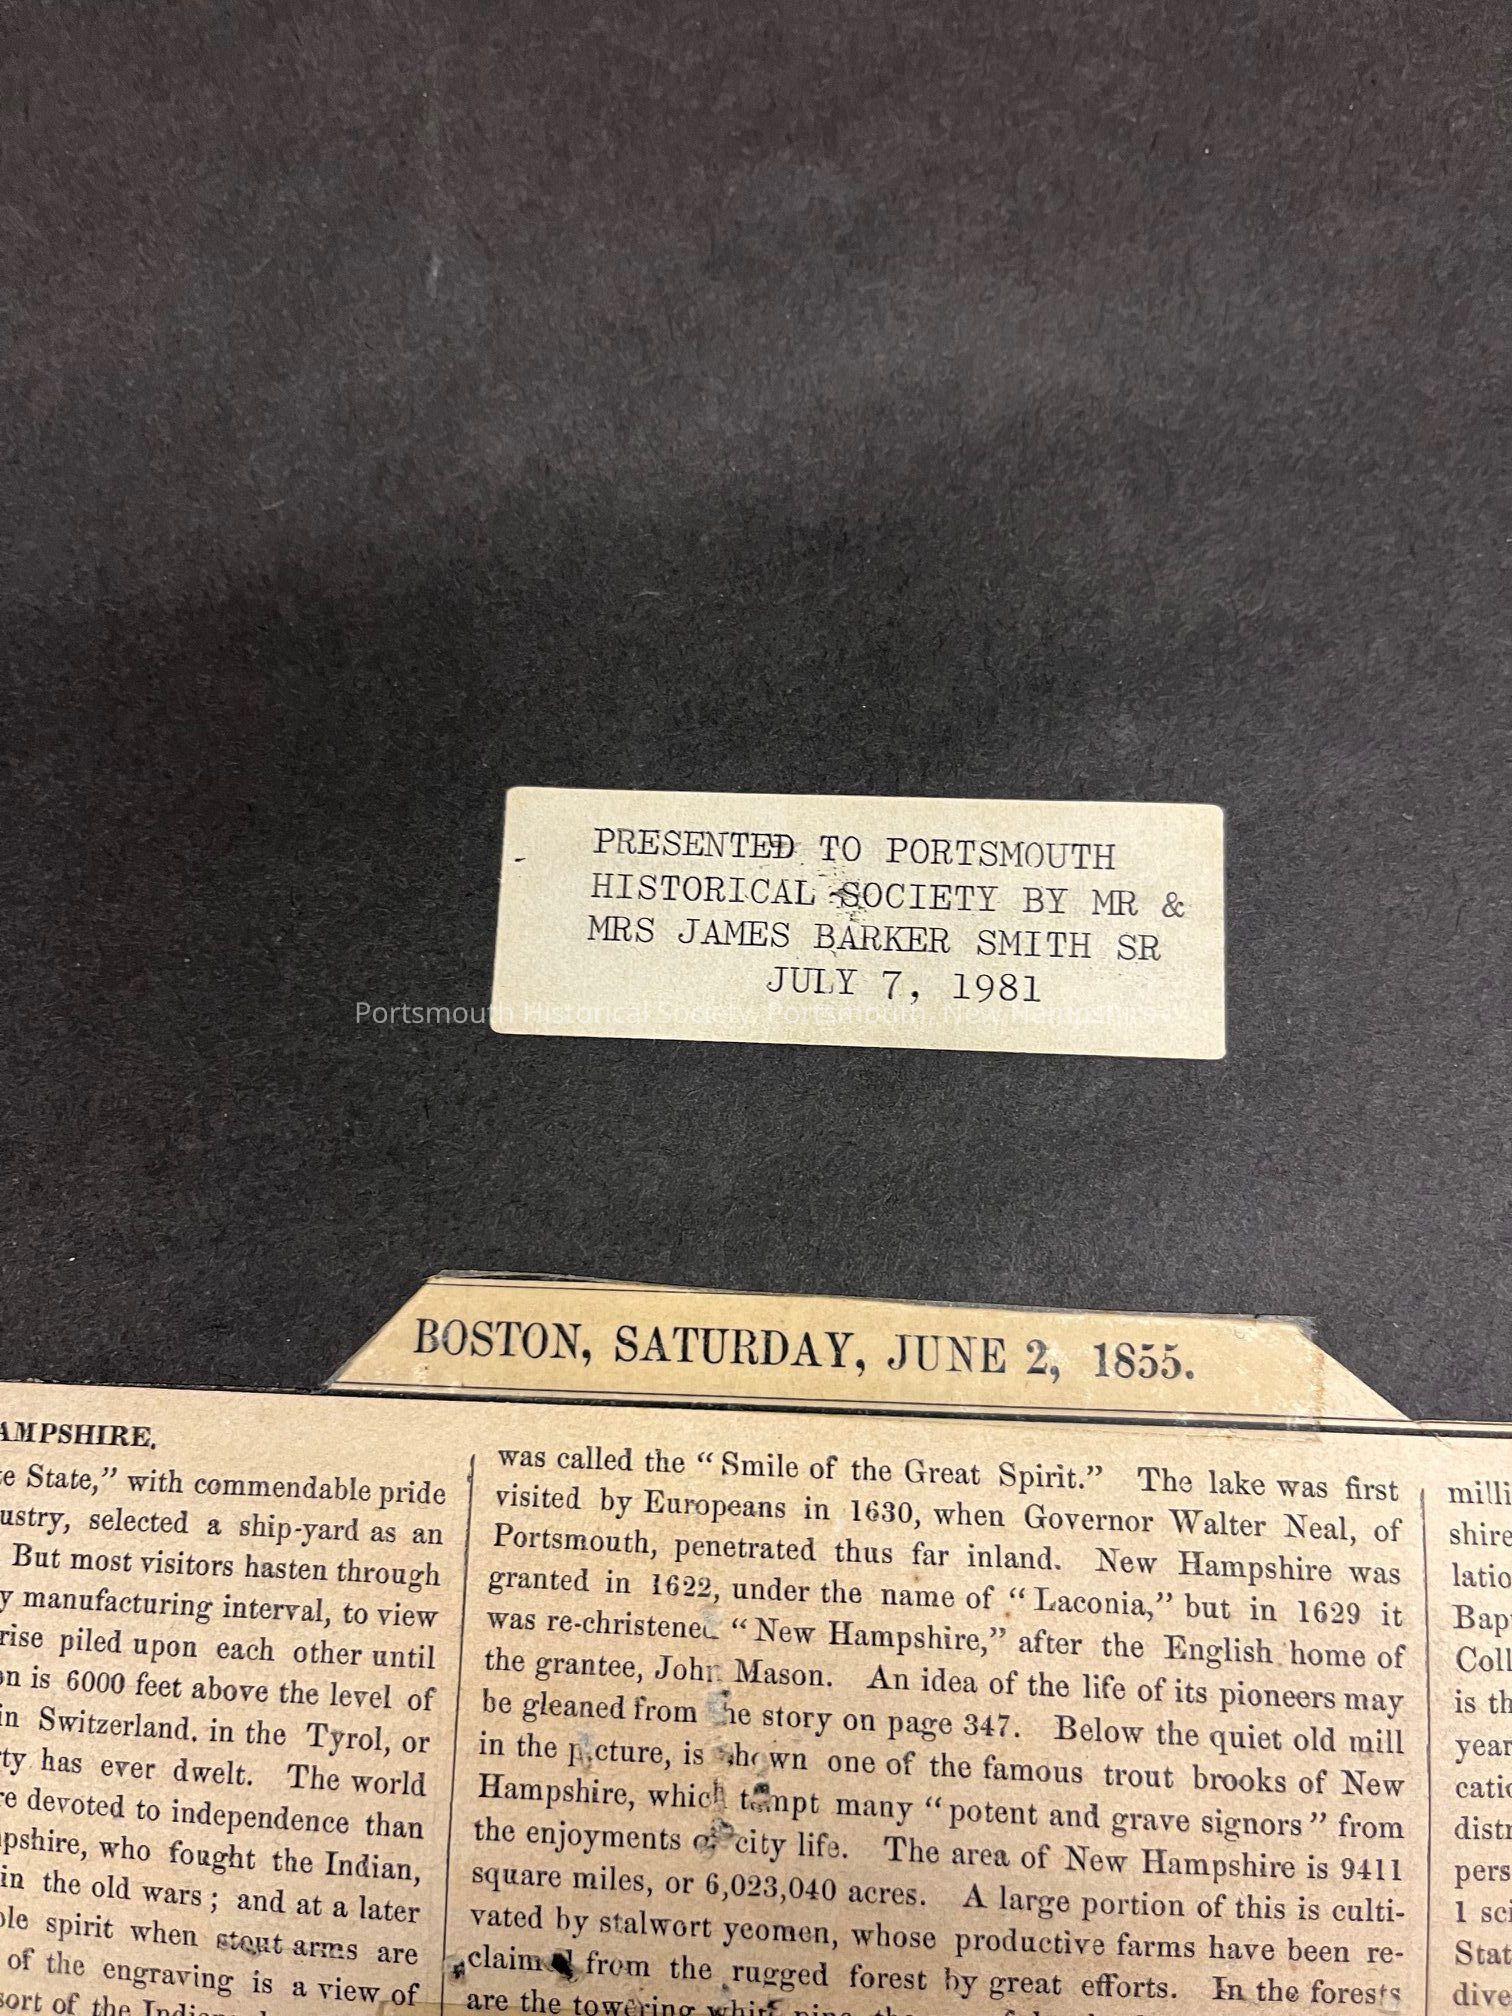 PRESENTED TO PORTSMOUTH
HISTORICAL SOCIETY BY MR &
MRS JAMES BARKER SMITH SR
JULY 7, 1981
Portsmouth Historical Society, Portsmouth, New Hampshire
BOSTON, SATURDAY, JUNE 2, 1855.
AMPSHIRE.
te State," with commendable pride
ustry, selected a ship-yard as an
But most visitors hasten through
y manufacturing interval, to view
rise piled upon each other until
on is 6000 feet above the level of
in Switzerland, in the Tyrol, or
ty has ever dwelt. The world
re devoted to independence than
pshire, who fought the Indian,
in the old wars; and at a later
ole spirit when stout arms are
of the engraving is a view of
sort of the
was called the "Smile of the Great Spirit." The lake was first
visited by Europeans in 1630, when Governor Walter Neal, of
Portsmouth, penetrated thus far inland. New Hampshire was
granted in 1622, under the name of "Laconia," but in 1629 it
was re-christened "New Hampshire," after the English home of
the grantee, John Mason. An idea of the life of its pioneers may
be gleaned from the story on page 347. Below the quiet old mill
in the picture, is shown one of the famous trout brooks of New
Hampshire, which tempt many "potent and grave signors" from
the enjoyments of city life. The area of New Hampshire is 9411
square miles, or 6,023,040 acres. A large portion of this is culti-
vated by stalwort yeomen, whose productive farms have been re-
claimed from the rugged forest by great efforts. In the forests
are the towering
milli
shire
latio
Bap
Coll
is th
year
catio
distr
pers
1 sci
Stat
dive